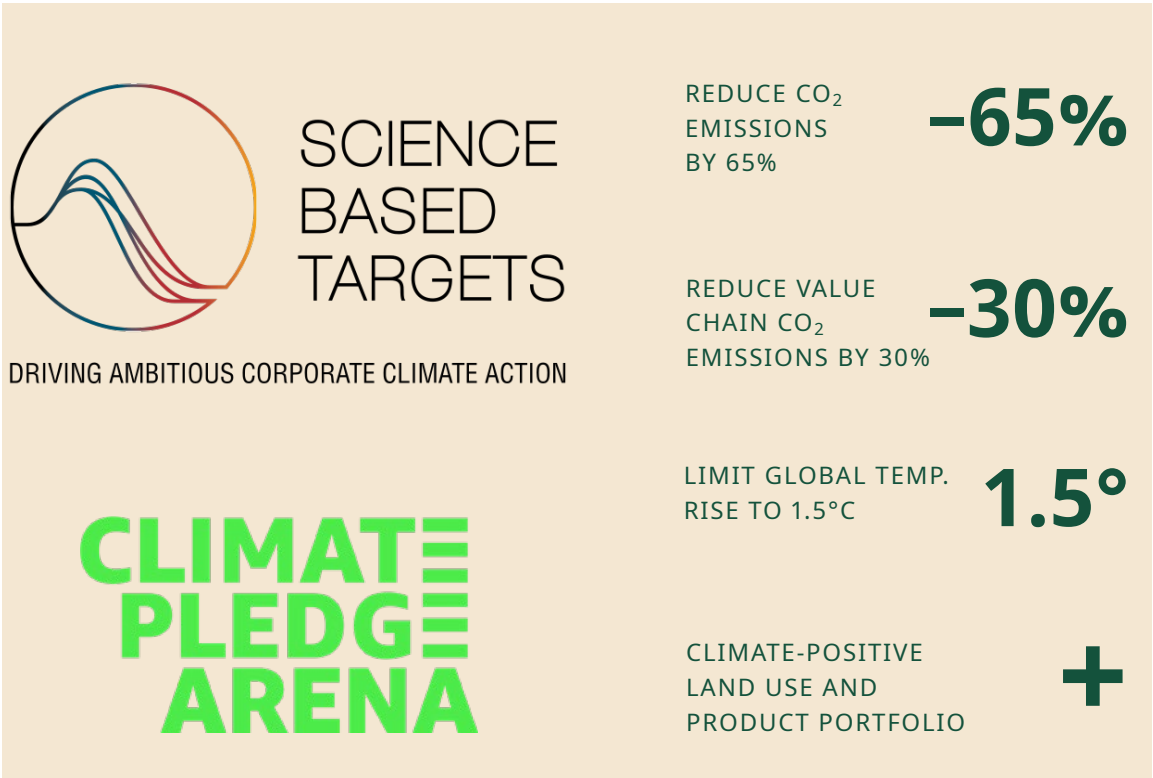 SCIENCE
BASED
TARGETS
DRIVING AMBITIOUS CORPORATE CLIMATE ACTION
CLIMATE
PLEDGE
ARENA
REDUCE CO₂
EMISSIONS
BY 65%
–65%
REDUCE VALUE
CHAIN CO₂
EMISSIONS BY 30%
–30%
LIMIT GLOBAL TEMP.
RISE TO 1.5°C
1.5°
CLIMATE-POSITIVE
LAND USE AND
PRODUCT PORTFOLIO
+